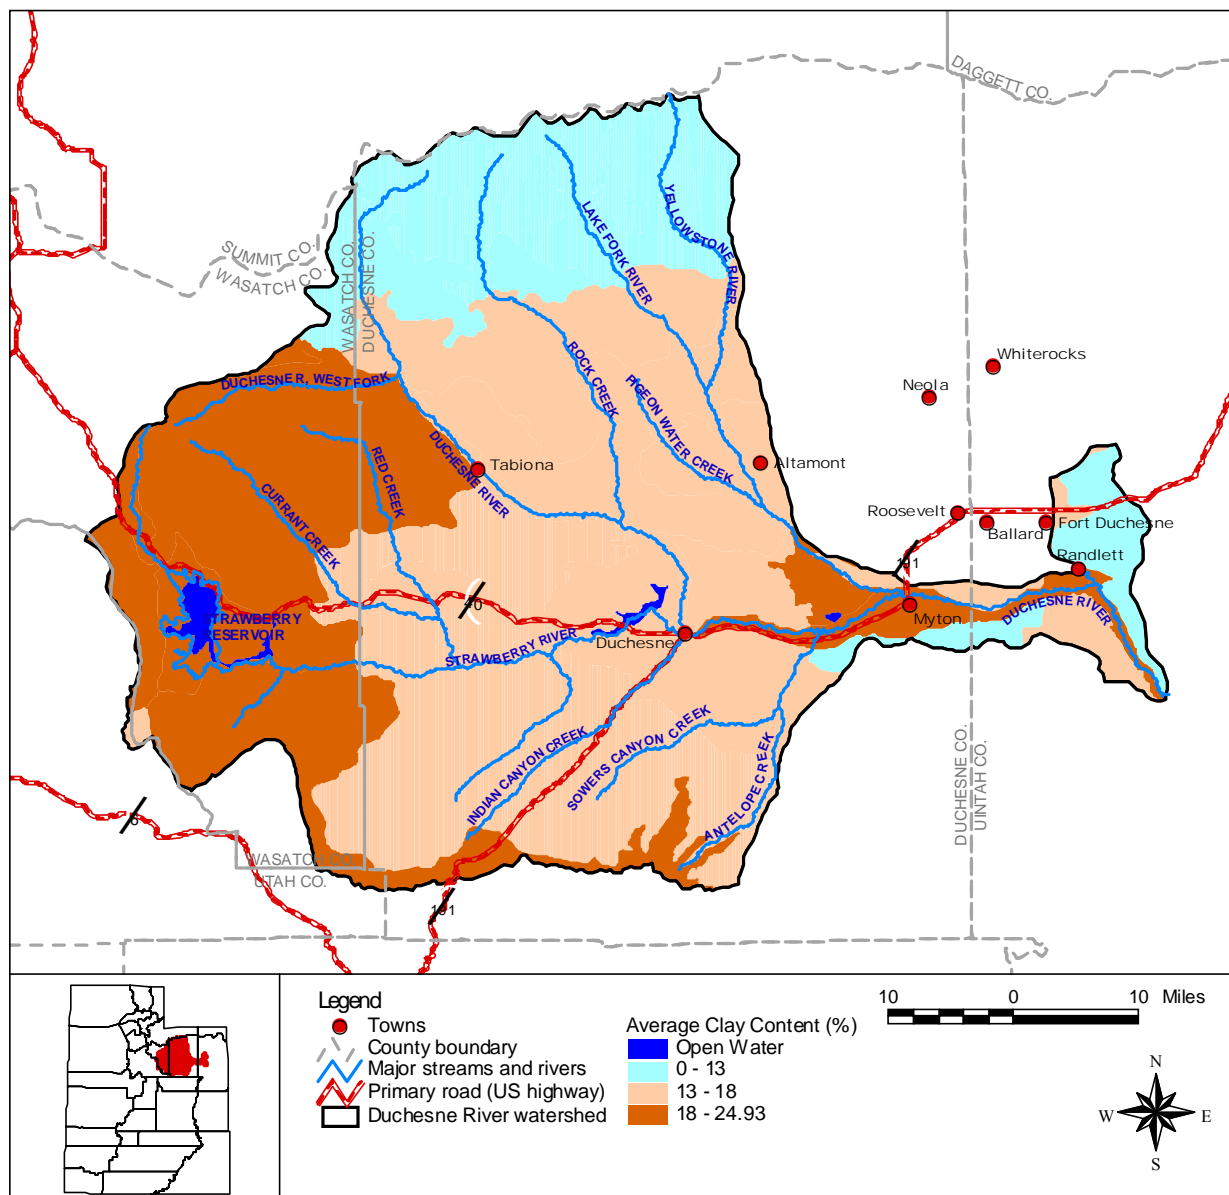 DAGGETT CO.
SUMMIT CO.
WASATCH CO.
WASATCH CO.
DUCHESNE CO.
YELLOWSTONE RIVER
LAKE FORK RIVER
ROCK CREEK
PIGEON WATER CREEK
DUCHESNE R, WEST FORK
DUCHESNE RIVER
RED CREEK
CURRANT CREEK
Whiterocks
Neola
Tabiona
Altamont
Roosevelt
Ballard
Fort Duchesne
Randlett
191
40
STRAWBERRY
RESERVOIR
STRAWBERRY RIVER
Duchesne
Myton
DUCHESNE RIVER
INDIAN CANYON CREEK
SOWERS CANYON CREEK
ANTELOPE CREEK
DUCHESNE CO.
UINTAH CO.
6
WASATCH CO.
UTAH CO.
191
Legend
Towns
County boundary
Major streams and rivers
Primary road (US highway)
Duchesne River watershed
Average Clay Content (%)
Open Water
0 - 13
13 - 18
18 - 24.93
10 0 10 Miles
N
W E
S